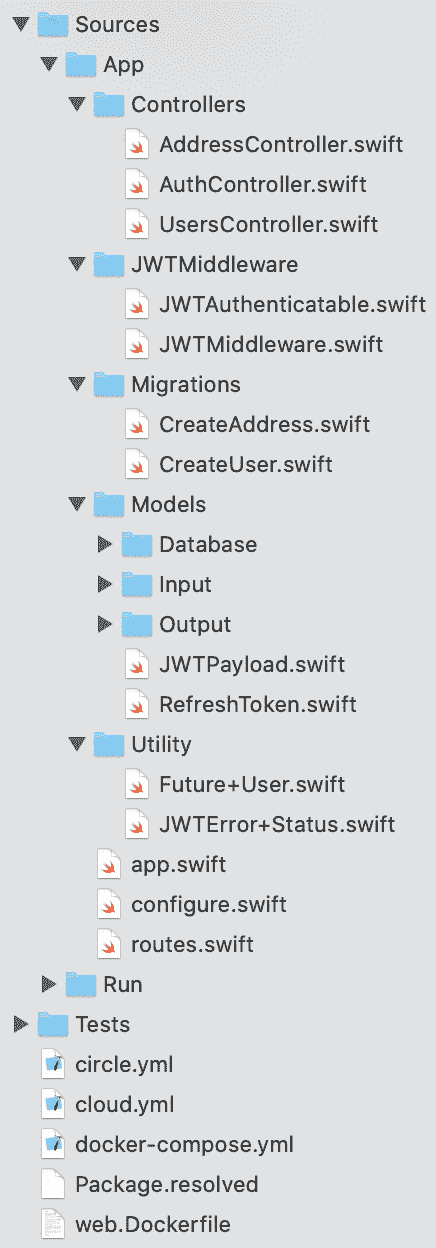 Sources
App
Controllers
AddressController.swift
AuthController.swift
UsersController.swift
JWTMiddleware
JWTAuthenticatable.swift
JWTMiddleware.swift
Migrations
CreateAddress.swift
CreateUser.swift
Models
Database
Input
Output
JWTPayload.swift
RefreshToken.swift
Utility
Future+User.swift
JWTError+Status.swift
app.swift
configure.swift
routes.swift
Run
Tests
circle.yml
cloud.yml
docker-compose.yml
Package.resolved
web.Dockerfile